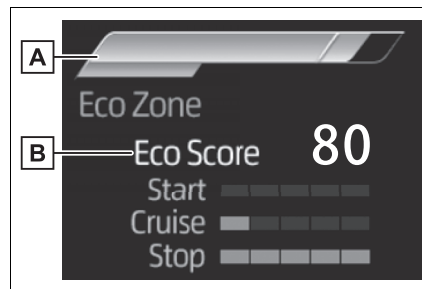 A
Eco Zone
B
Eco Score 80
Start
Cruise
Stop